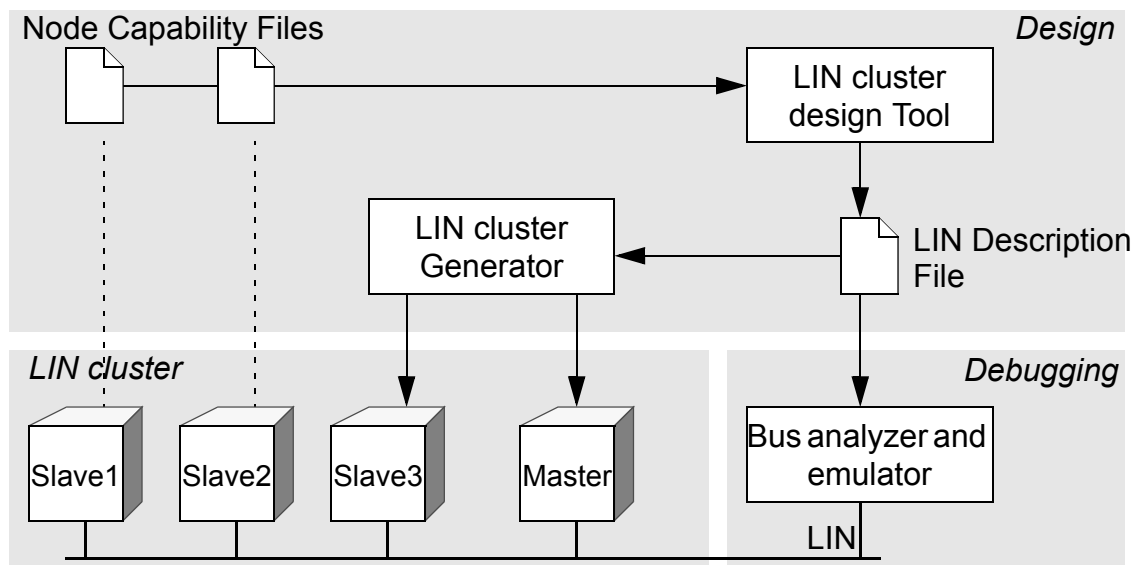 Node Capability Files
Design
LIN cluster
design Tool
LIN cluster
Generator
LIN Description
File
LIN cluster
Debugging
Slave1
Slave2
Slave3
Master
Bus analyzer and
emulator
LIN